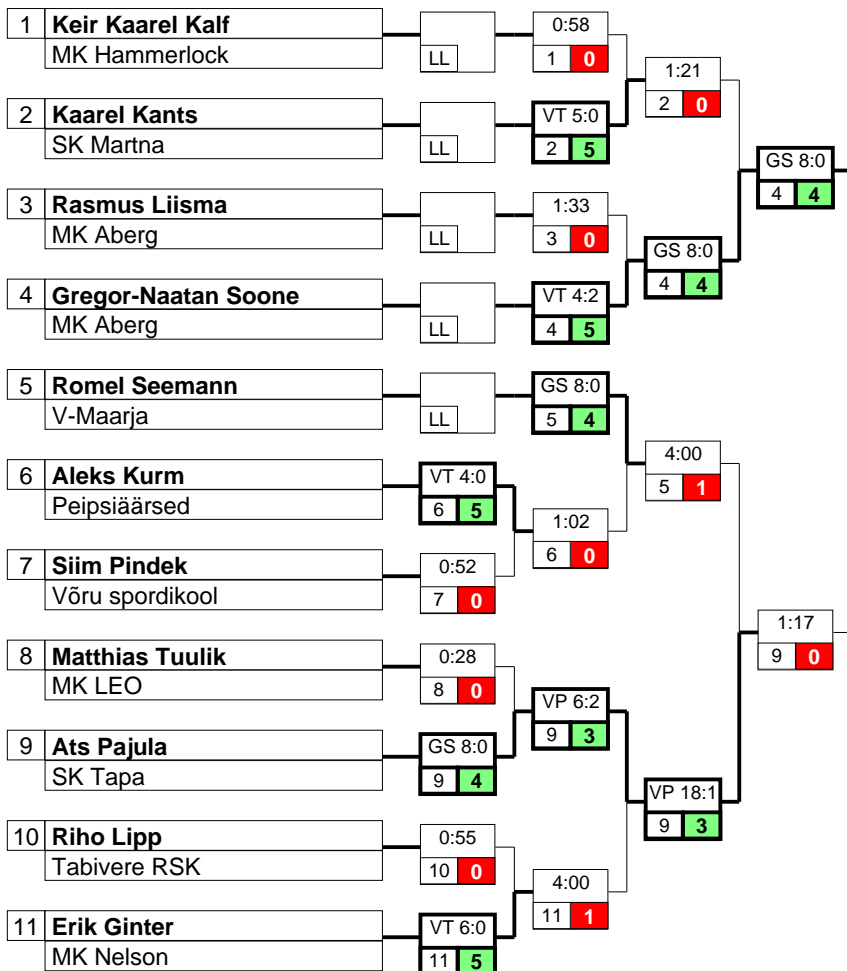 1 Keir Kaarel Kalf
MK Hammerlock
LL
0:58
1 0
1:21
2 0
2 Kaarel Kants
SK Martna
LL
VT 5:0
2 5
GS 8:0
4 4
3 Rasmus Liisma
MK Aberg
LL
1:33
3 0
GS 8:0
4 4
4 Gregor-Naatan Soone
MK Aberg
LL
VT 4:2
4 5
5 Romel Seemann
V-Maarja
LL
GS 8:0
5 4
4:00
5 1
6 Aleks Kurm
Peipsiäärsed
VT 4:0
6 5
1:02
6 0
7 Siim Pindek
Võru spordikool
0:52
7 0
1:17
9 0
8 Matthias Tuulik
MK LEO
0:28
8 0
VP 6:2
9 3
9 Ats Pajula
SK Tapa
GS 8:0
9 4
VP 18:1
9 3
10 Riho Lipp
Tabivere RSK
0:55
10 0
4:00
11 1
11 Erik Ginter
MK Nelson
VT 6:0
11 5